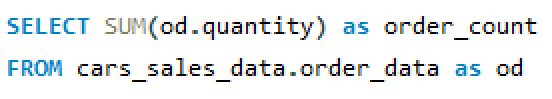 SELECT SUM(od.quantity) as order_count
FROM cars_sales_data.order_data as od